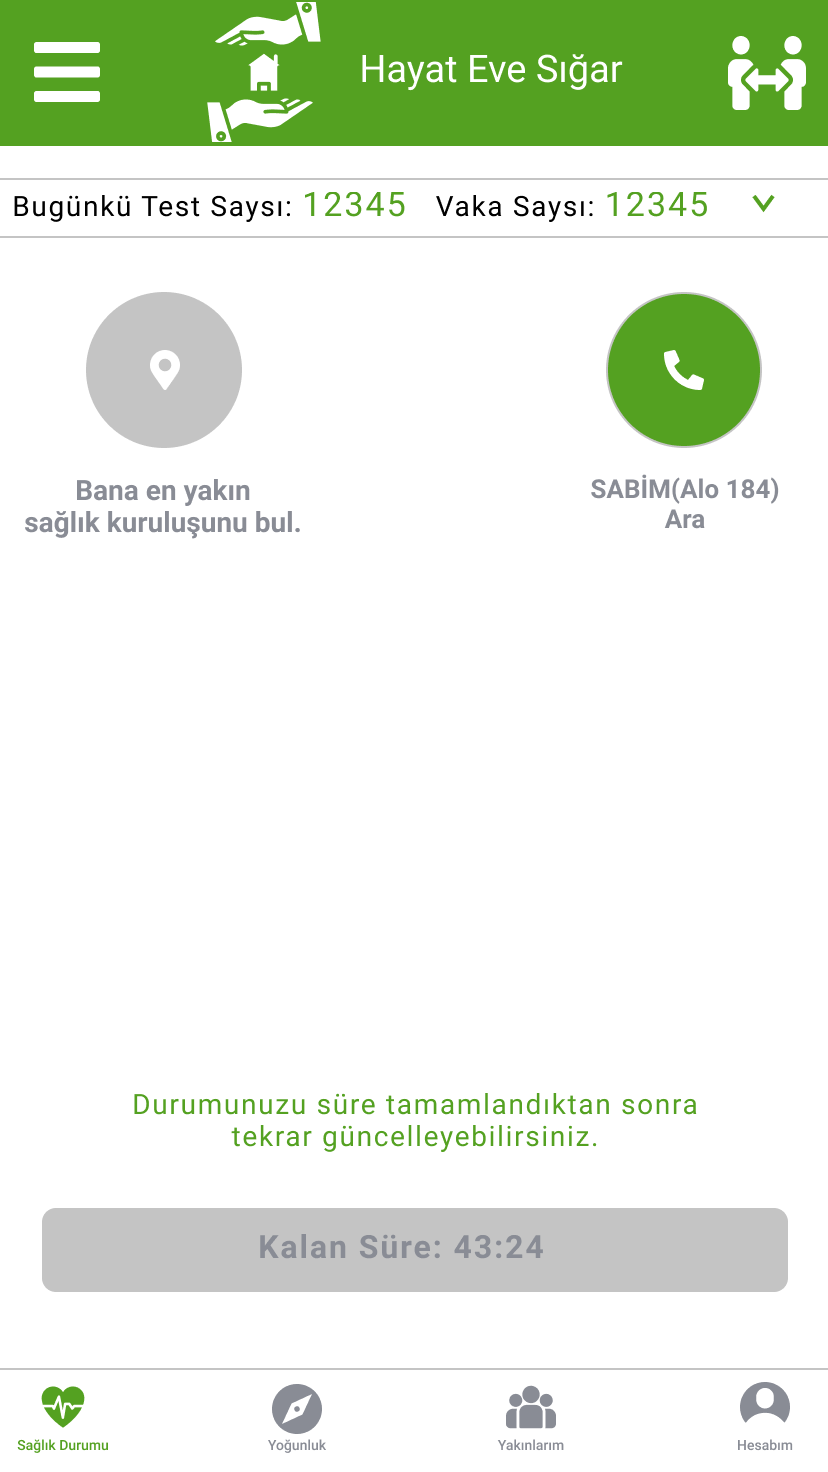 Hayat Eve Sığar
Bugünkü Test Saysı: 12345 Vaka Saysı: 12345
Bana en yakın
sağlık kuruluşunu bul.
SABİM(Alo 184)
Ara
Durumunuzu süre tamamlandıktan sonra
tekrar güncelleyebilirsiniz.
Kalan Süre: 43:24
Sağlık Durumu
Yoğunluk
Yakınlarım
Hesabım